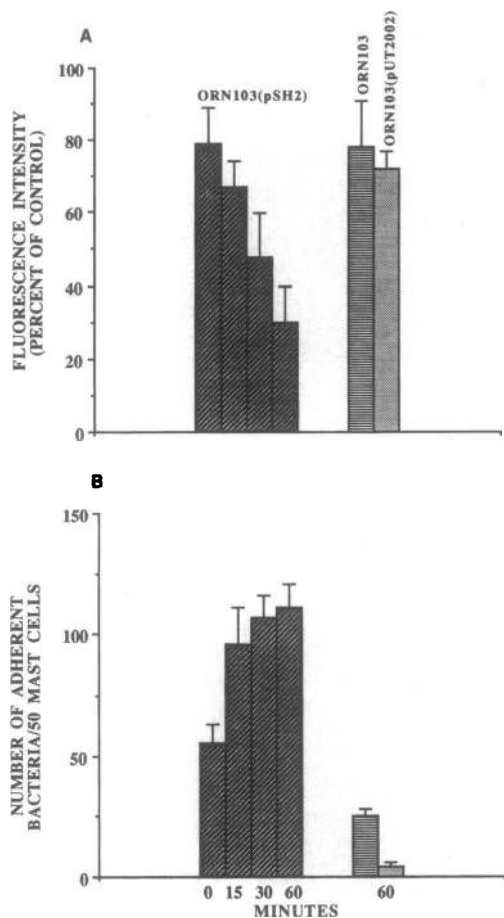 A
ORN103(pSH2)
ORN103
ORN103(pUT2002)
FLUORESCENCE INTENSITY
(PERCENT OF CONTROL)
100
80
60
40
20
0
B
NUMBER OF ADHERENT
BACTERIA/50 MAST CELLS
150
100
50
0
0 15 30 60 60
MINUTES